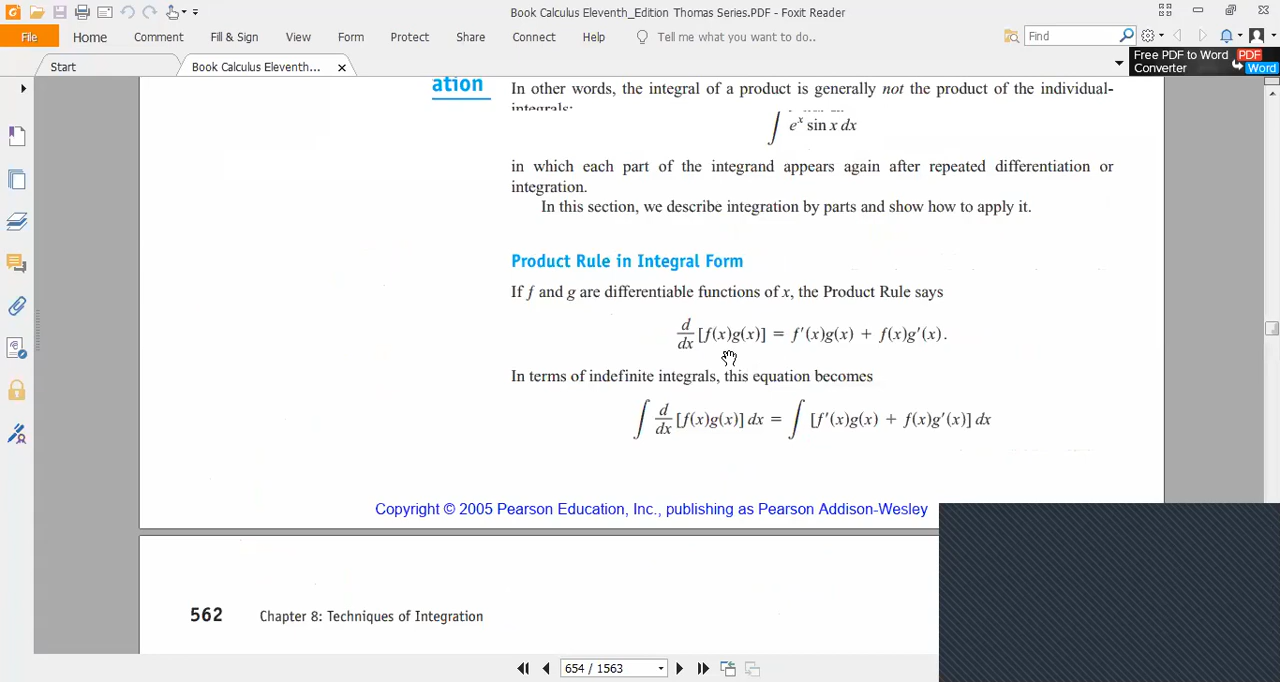 Book Calculus Eleventh_Edition Thomas Series.PDF - Foxit Reader
File Home Comment Fill & Sign View Form Protect Share Connect Help Tell me what you want to do.. Find
Start Book Calculus Eleventh... Free PDF to Word Converter PDF Word
ation
In other words, the integral of a product is generally not the product of the individual-
integrals:
∫ e^x sin x dx
in which each part of the integrand appears again after repeated differentiation or
integration.
In this section, we describe integration by parts and show how to apply it.
Product Rule in Integral Form
If f and g are differentiable functions of x, the Product Rule says
d/dx [f(x)g(x)] = f′(x)g(x) + f(x)g′(x).
In terms of indefinite integrals, this equation becomes
∫ d/dx [f(x)g(x)] dx = ∫ [f′(x)g(x) + f(x)g′(x)] dx
Copyright © 2005 Pearson Education, Inc., publishing as Pearson Addison-Wesley
562 Chapter 8: Techniques of Integration
654 / 1563